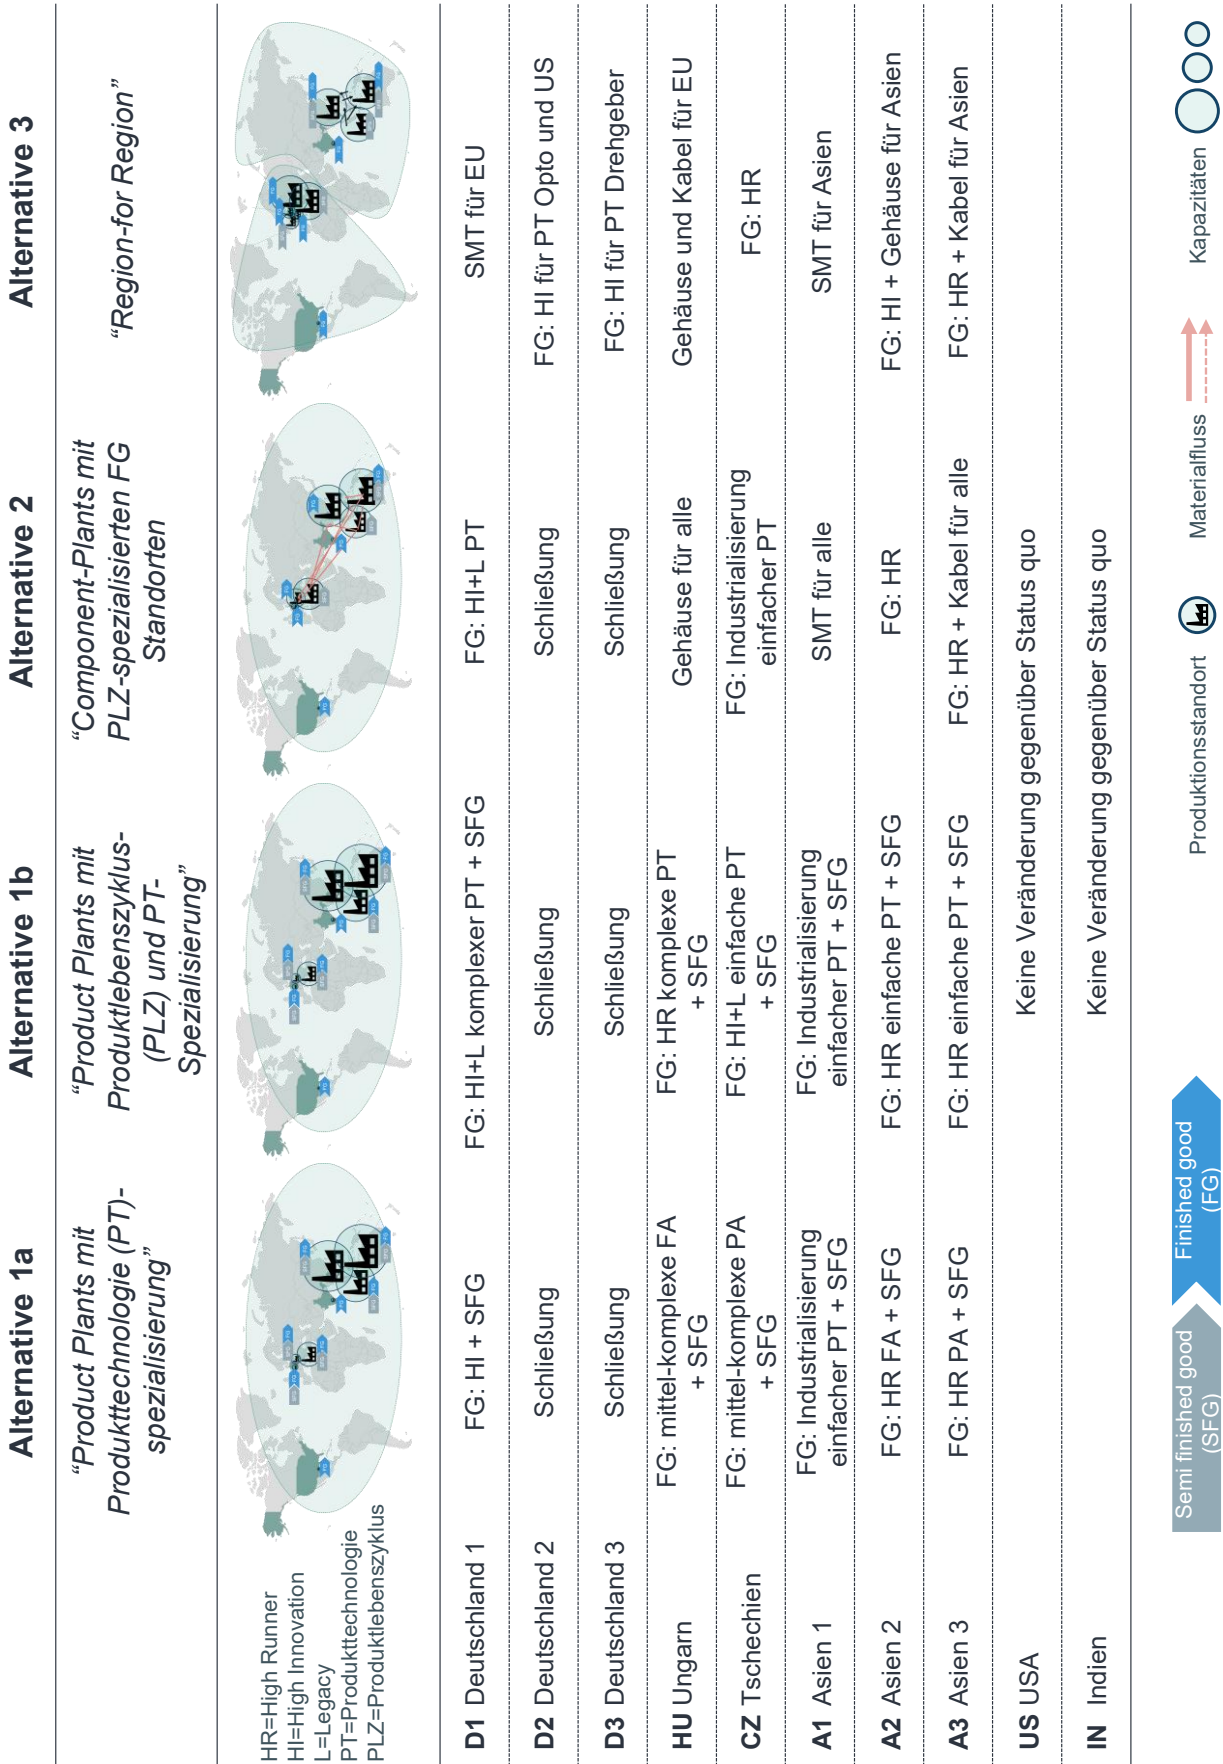 Alternative 1a
Alternative 1b
Alternative 2
Alternative 3
“Product Plants mit
Produkttechnologie (PT)-
spezialisierung”
“Product Plants mit
Produktlebenszyklus-
(PLZ) und PT-
Spezialisierung”
“Component-Plants mit
PLZ-spezialisierten FG
Standorten
“Region-for Region”
HR=High Runner
HI=High Innovation
L=Legacy
PT=Produkttechnologie
PLZ=Produktlebenszyklus
D1 Deutschland 1
FG: HI + SFG
FG: HI+L komplexer PT + SFG
FG: HI+L PT
SMT für EU
D2 Deutschland 2
Schließung
Schließung
Schließung
FG: HI für PT Opto und US
D3 Deutschland 3
Schließung
Schließung
Schließung
FG: HI für PT Drehgeber
HU Ungarn
FG: mittel-komplexe FA
+ SFG
FG: HR komplexe PT
+ SFG
Gehäuse für alle
Gehäuse und Kabel für EU
CZ Tschechien
FG: mittel-komplexe PA
+ SFG
FG: HI+L einfache PT
+ SFG
FG: Industrialisierung
einfacher PT
FG: HR
A1 Asien 1
FG: Industrialisierung
einfacher PT + SFG
FG: Industrialisierung
einfacher PT + SFG
SMT für alle
SMT für Asien
A2 Asien 2
FG: HR FA + SFG
FG: HR einfache PT + SFG
FG: HR
FG: HI + Gehäuse für Asien
A3 Asien 3
FG: HR PA + SFG
FG: HR einfache PT + SFG
FG: HR + Kabel für alle
FG: HR + Kabel für Asien
US USA
Keine Veränderung gegenüber Status quo
IN Indien
Keine Veränderung gegenüber Status quo
Semi finished good
(SFG)
Finished good
(FG)
Produktionsstandort
Materialfluss
Kapazitäten